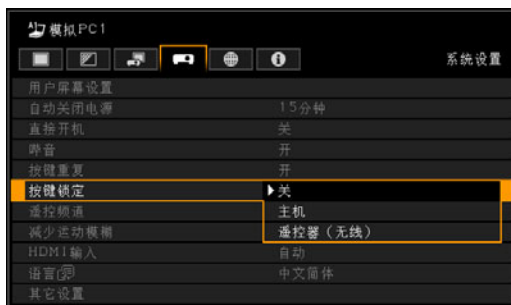 模拟PC1
系统设置
用户屏幕设置
自动关闭电源 15分钟
直接开机 关
哔音 开
按键重复 开
按键锁定 关
主机
遥控频道 遥控器（无线）
减少运动模糊
HDMI输入 自动
语言 中文简体
其它设置